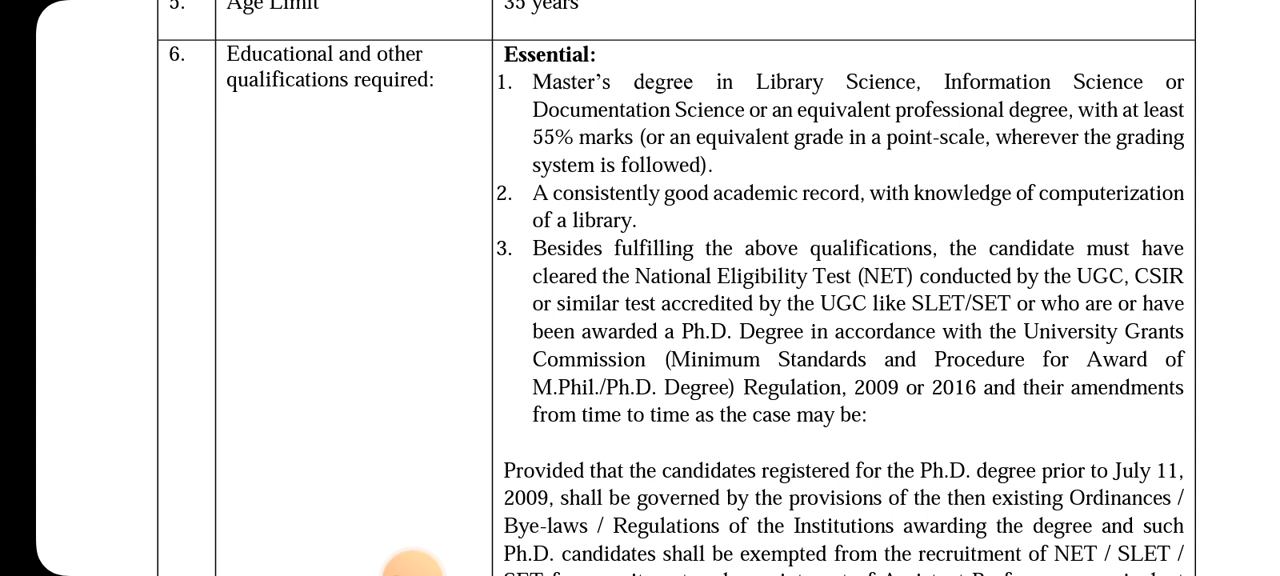 5.
Age Limit
35 years
6.
Educational and other
qualifications required:
Essential:
1. Master’s degree in Library Science, Information Science or
Documentation Science or an equivalent professional degree, with at least
55% marks (or an equivalent grade in a point-scale, wherever the grading
system is followed).
2. A consistently good academic record, with knowledge of computerization
of a library.
3. Besides fulfilling the above qualifications, the candidate must have
cleared the National Eligibility Test (NET) conducted by the UGC, CSIR
or similar test accredited by the UGC like SLET/SET or who are or have
been awarded a Ph.D. Degree in accordance with the University Grants
Commission (Minimum Standards and Procedure for Award of
M.Phil./Ph.D. Degree) Regulation, 2009 or 2016 and their amendments
from time to time as the case may be:
Provided that the candidates registered for the Ph.D. degree prior to July 11,
2009, shall be governed by the provisions of the then existing Ordinances /
Bye-laws / Regulations of the Institutions awarding the degree and such
Ph.D. candidates shall be exempted from the recruitment of NET / SLET /